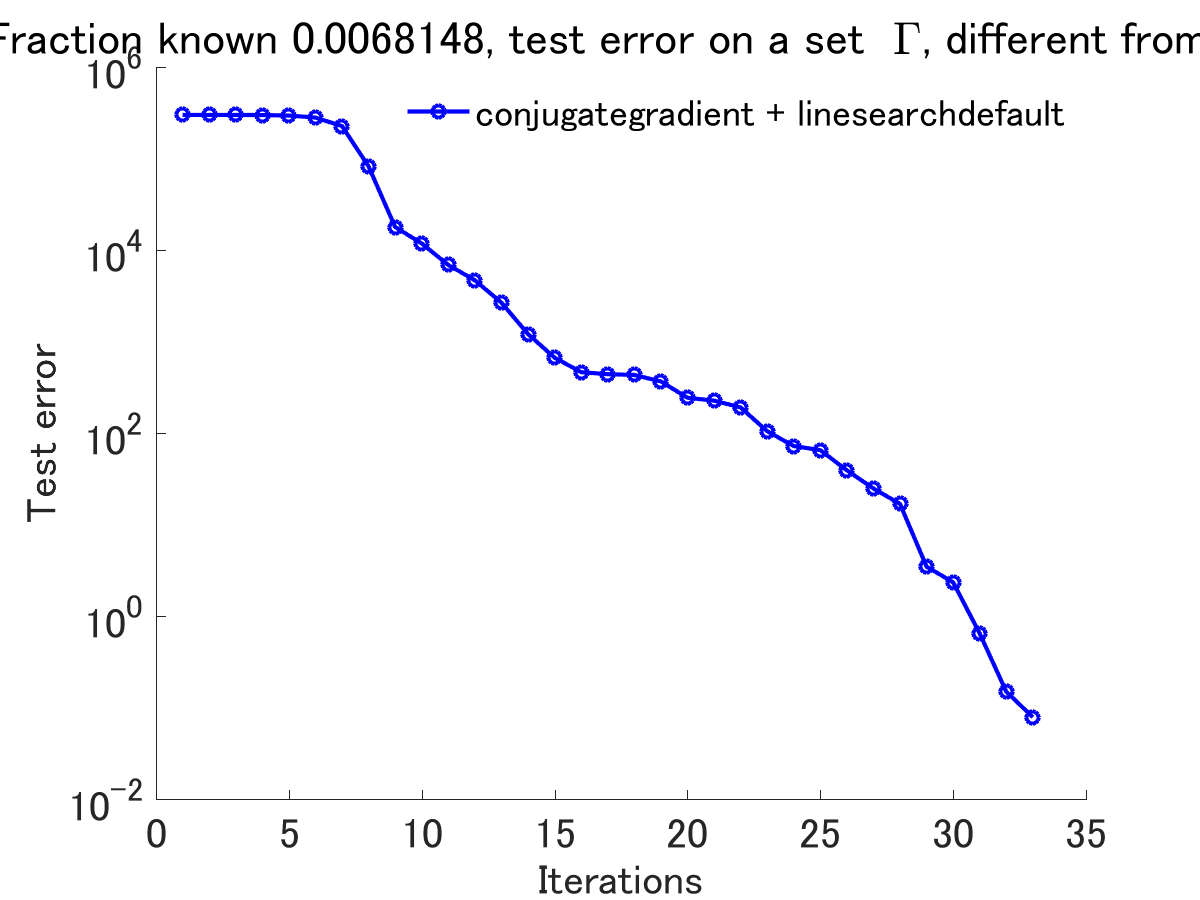 Fraction known 0.0068148, test error on a set Γ, different from
10^6
conjugategradient + linesearchdefault
10^4
10^2
10^0
10^-2
Test error
0 5 10 15 20 25 30 35
Iterations